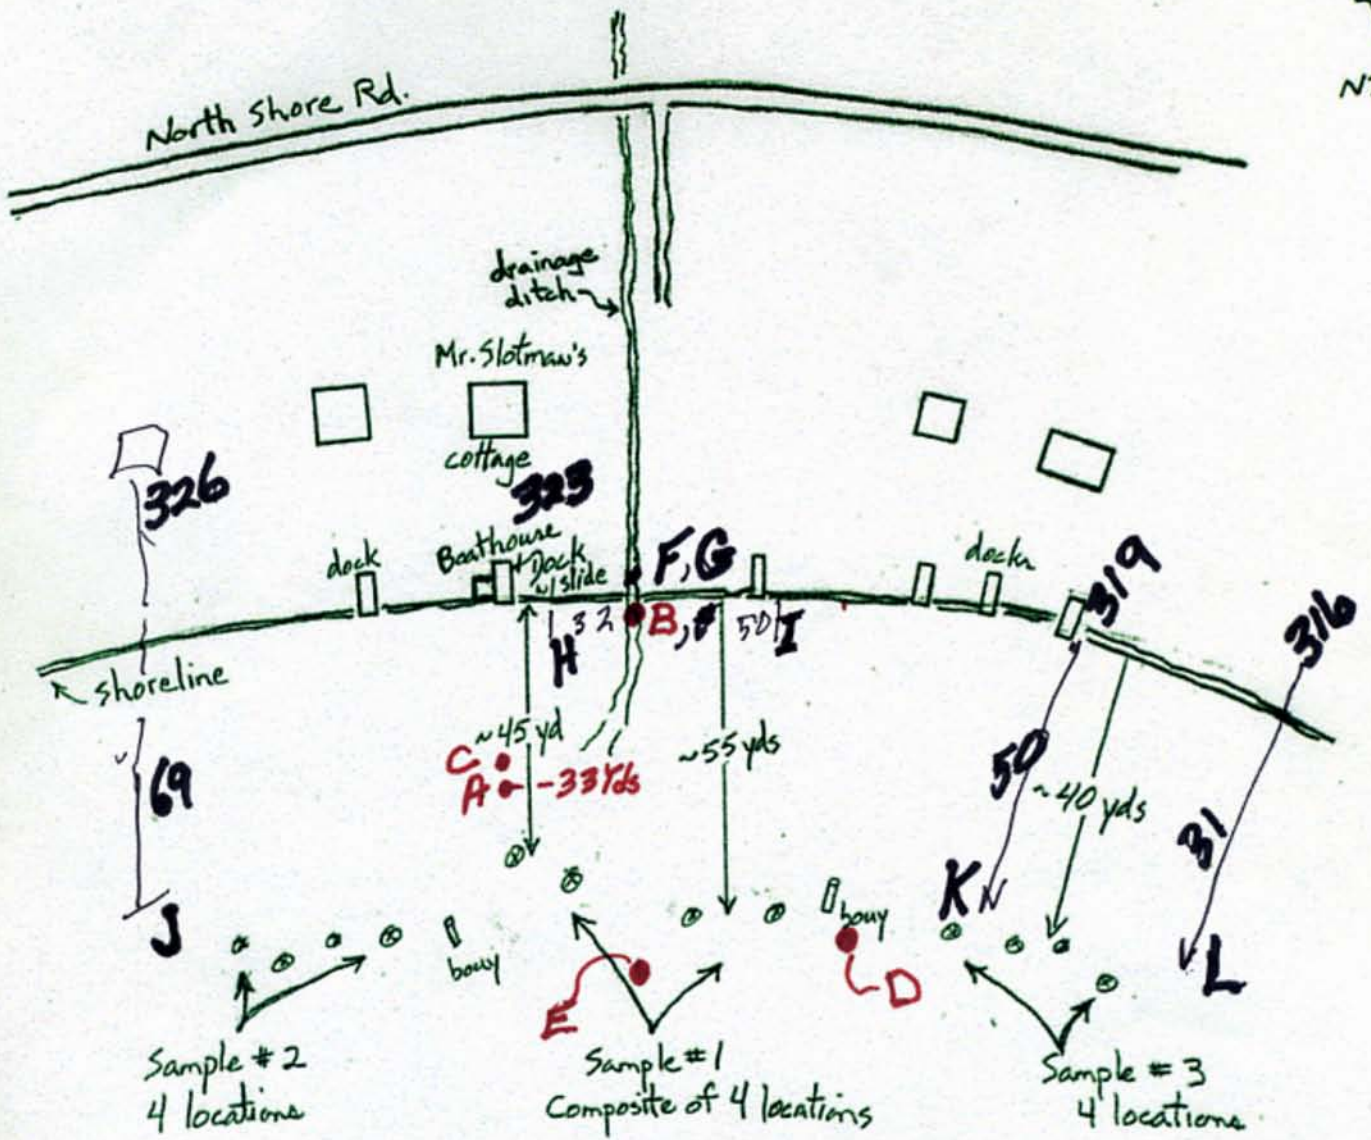 North Shore Rd.
drainage
ditch
Mr. Slotman's
cottage
326
323
dock
Boathouse
+ Dock
w/ slide
F, G
docks
319
316
H
32
B,
50
I
shoreline
~45 yd
~55 yds
C
A
-33 Yds
69
50
~40 yds
31
J
K
L
bouy
bouy
D
E
Sample # 2
4 locations
Sample # 1
Composite of 4 locations
Sample # 3
4 locations